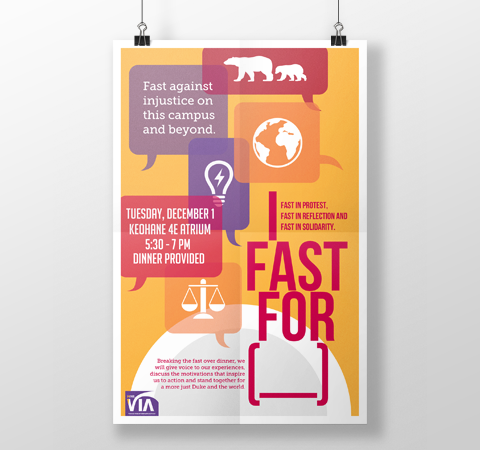 Fast against
injustice on
this campus
and beyond.
TUESDAY, DECEMBER 1
KEOHANE 4E ATRIUM
5:30 - 7 PM
DINNER PROVIDED
FAST IN PROTEST,
FAST IN REFLECTION AND
FAST IN SOLIDARITY.
I
FAST
FOR
[__]
Breaking the fast over dinner, we
will give voice to our experiences,
discuss the motivations that inspire
us to action and stand together for
a more just Duke and the world.
VIA